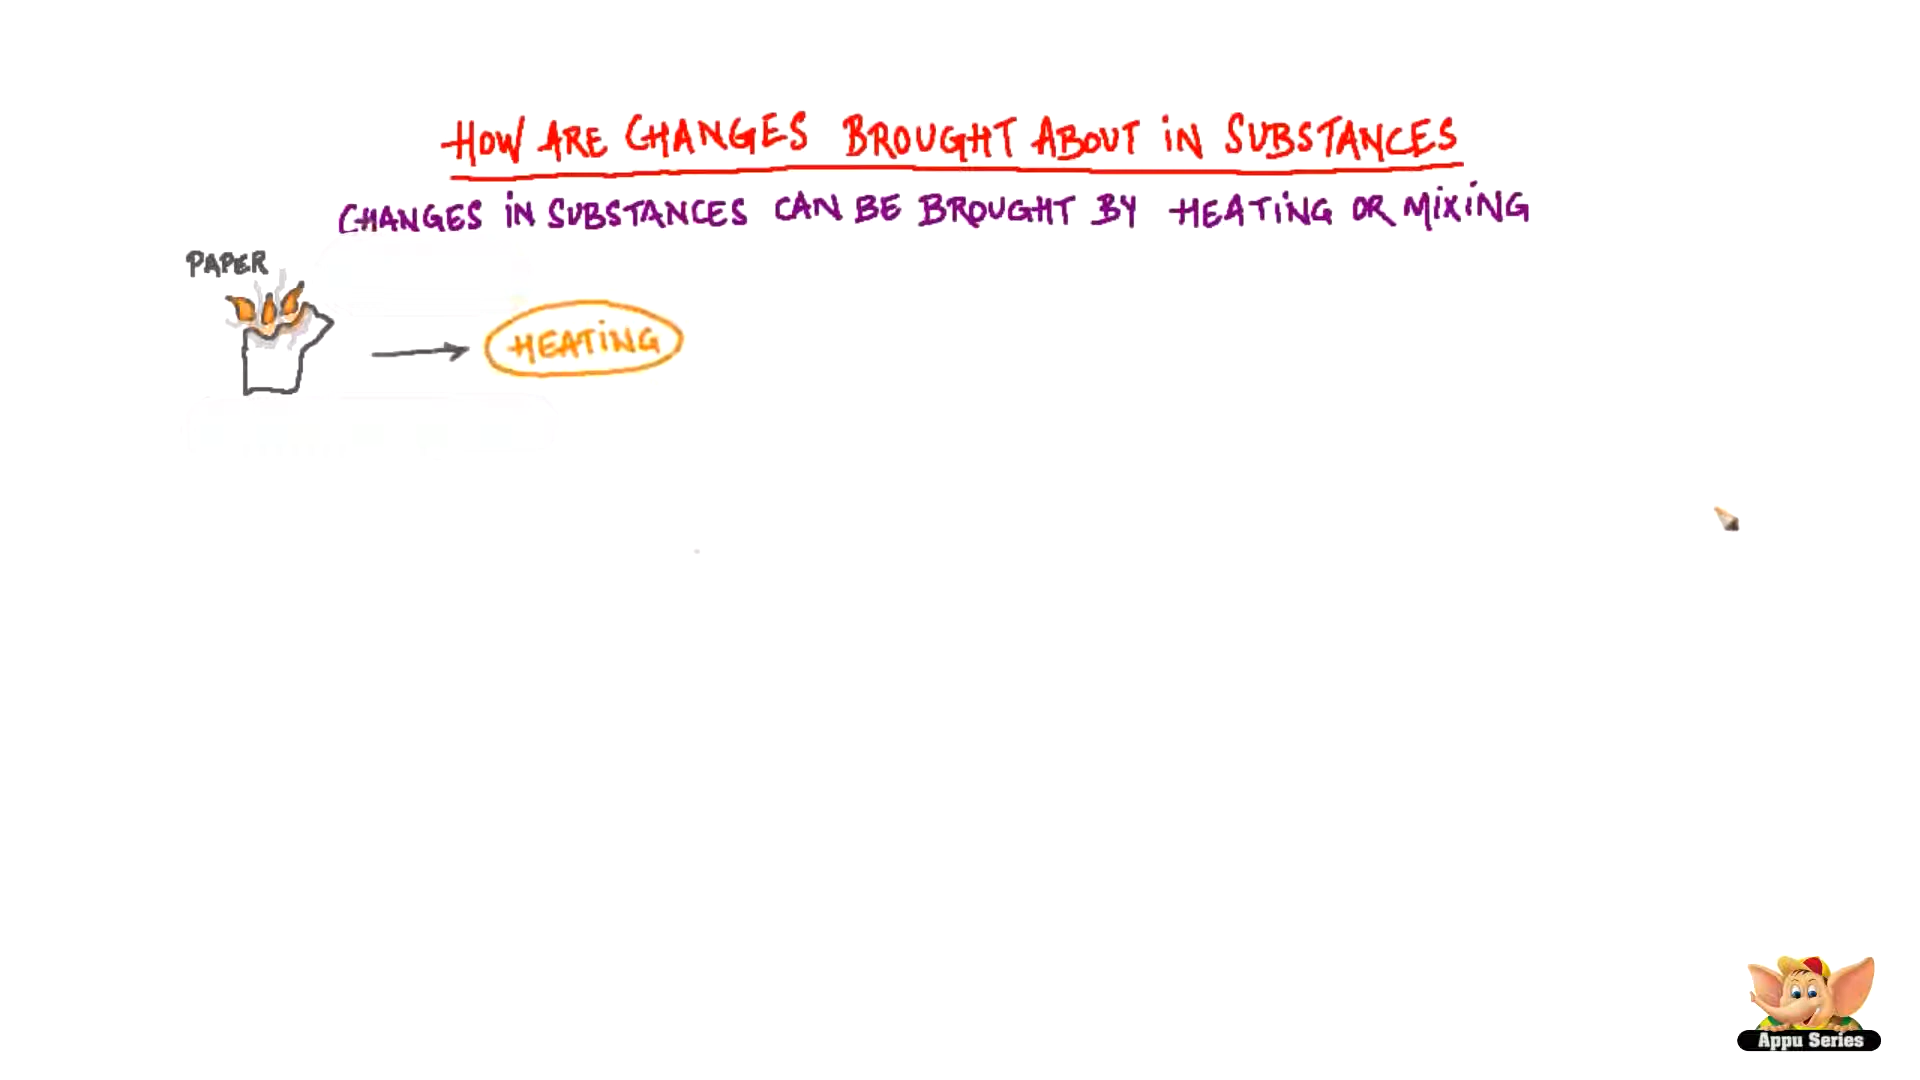 HOW ARE CHANGES BROUGHT ABOUT IN SUBSTANCES
CHANGES IN SUBSTANCES CAN BE BROUGHT BY HEATING OR MIXING
PAPER
HEATING
Appu Series